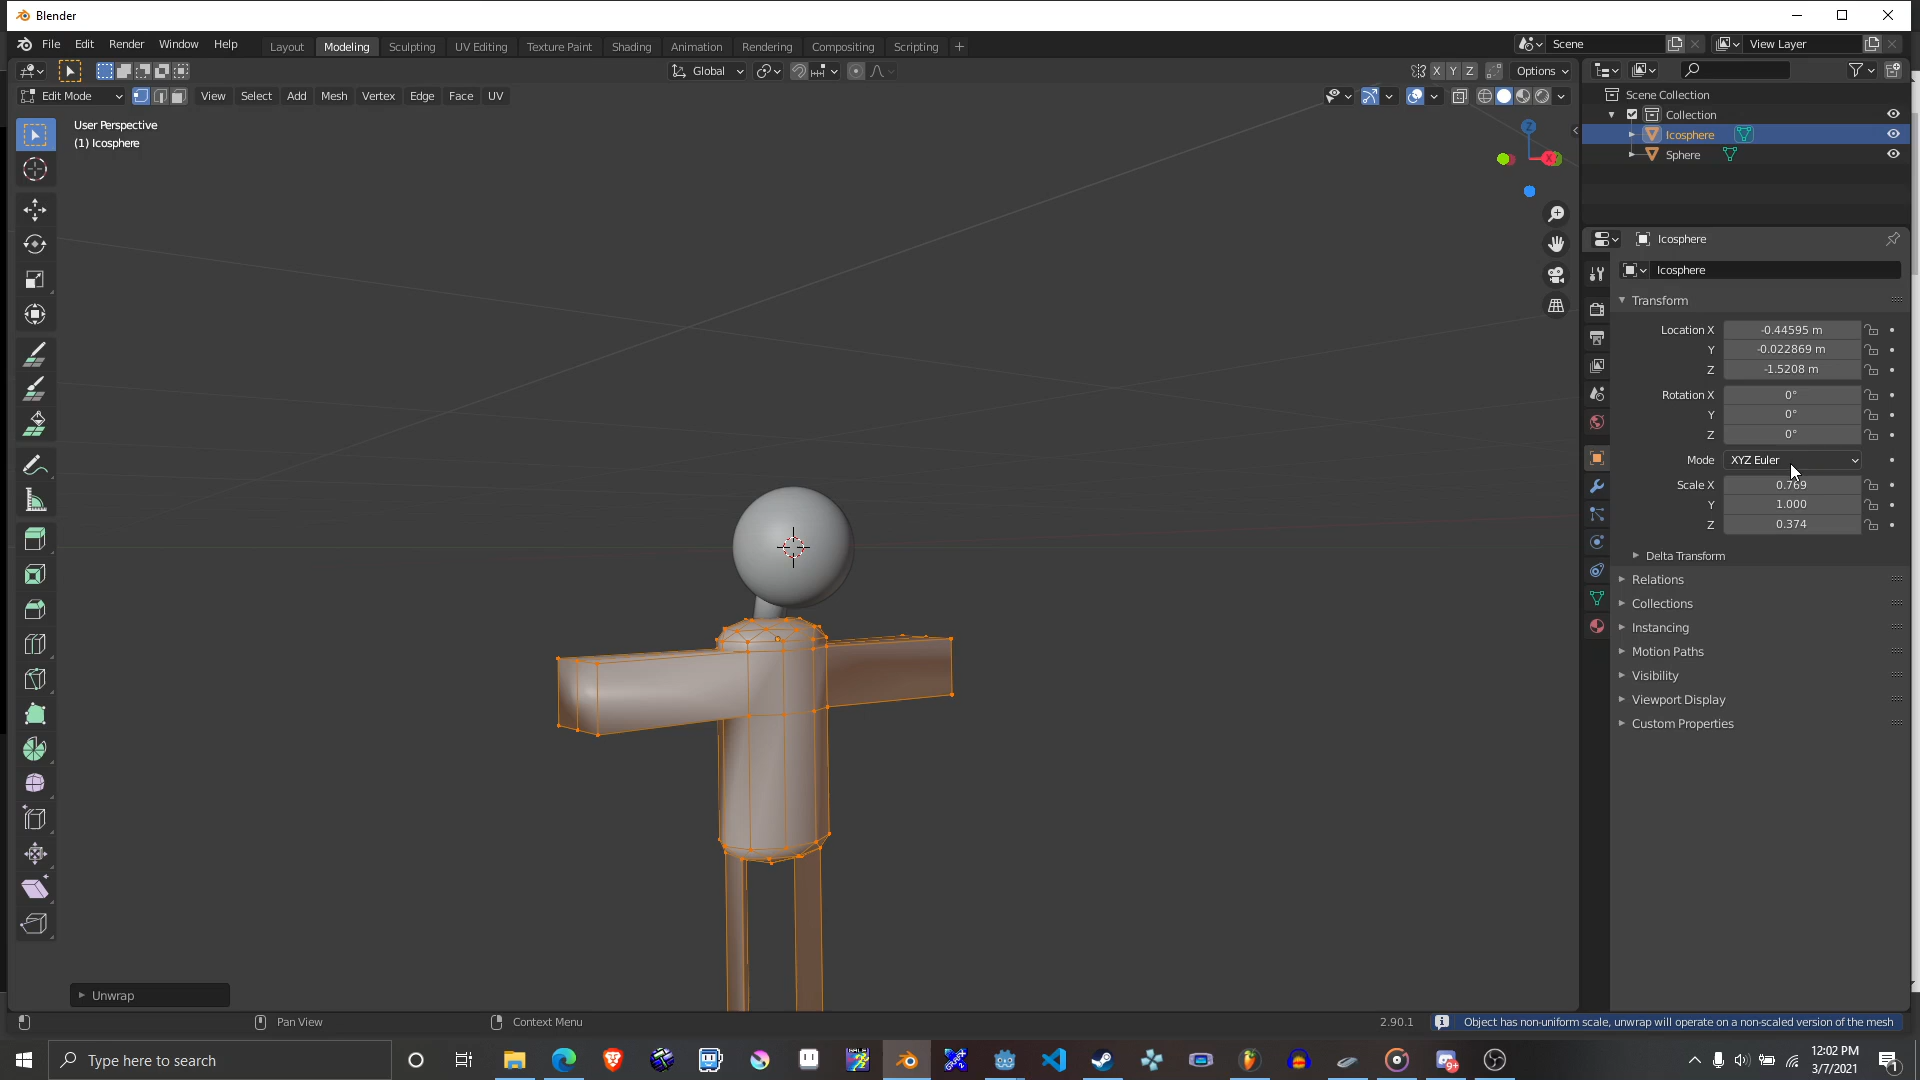 Blender
File Edit Render Window Help Layout Modeling Sculpting UV Editing Texture Paint Shading Animation Rendering Compositing Scripting + Scene View Layer
Global X Y Z Options
Edit Mode View Select Add Mesh Vertex Edge Face UV
Scene Collection
Collection
Icosphere
Sphere
User Perspective
(1) Icosphere
Z
X
Icosphere
Icosphere
Transform
Location X -0.44595 m
Y -0.022869 m
Z -1.5208 m
Rotation X 0°
Y 0°
Z 0°
Mode XYZ Euler
Scale X 0.769
Y 1.000
Z 0.374
Delta Transform
Relations
Collections
Instancing
Motion Paths
Visibility
Viewport Display
Custom Properties
Unwrap
Pan View Context Menu 2.90.1 Object has non-uniform scale, unwrap will operate on a non-scaled version of the mesh
Type here to search
12:02 PM
3/7/2021